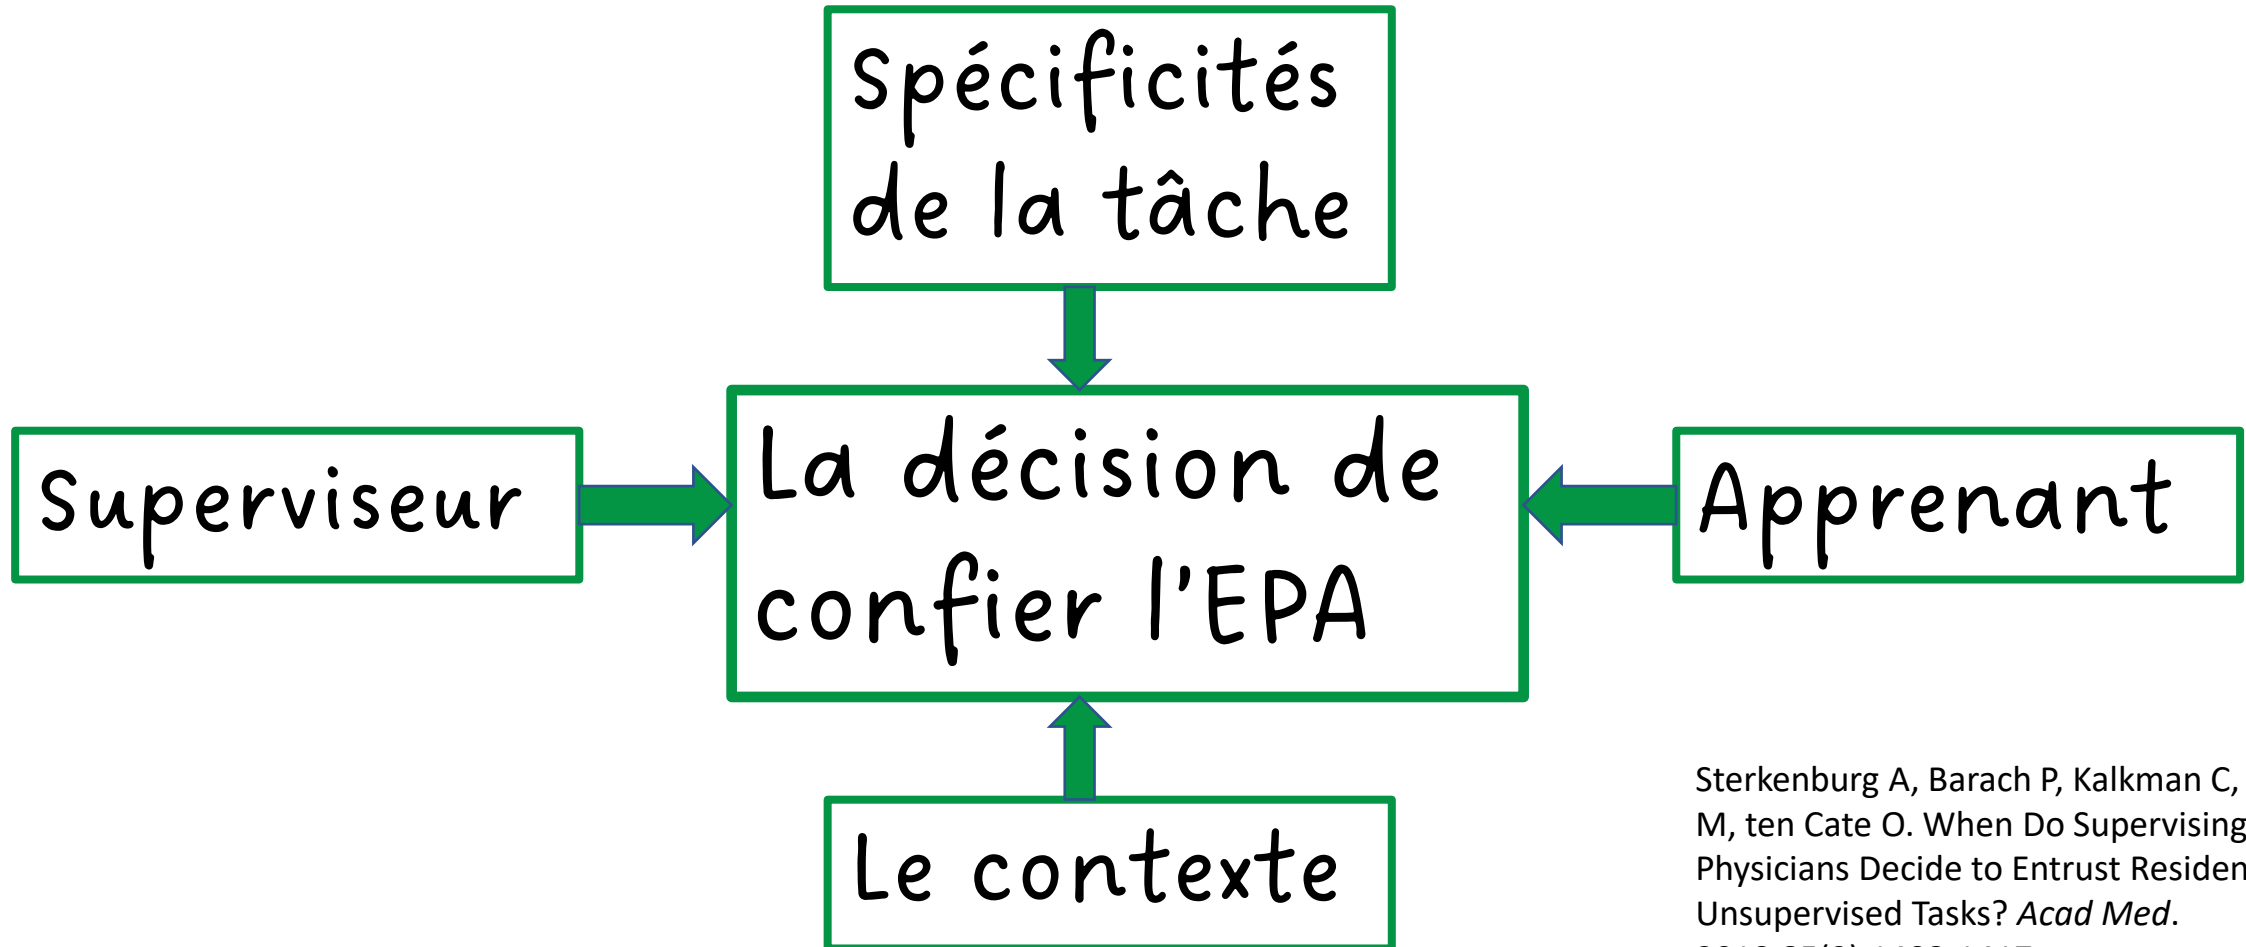 Spécificités
de la tâche
Superviseur
La décision de
confier l'EPA
Apprenant
Le contexte
Sterkenburg A, Barach P, Kalkman C,
M, ten Cate O. When Do Supervising
Physicians Decide to Entrust Residen
Unsupervised Tasks? Acad Med.